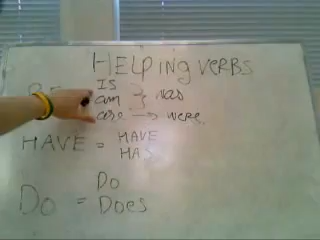 HELPing VERBS
IS
am } was
are → were
HAVE = HAVE
HAS
DO
Do =
DOES